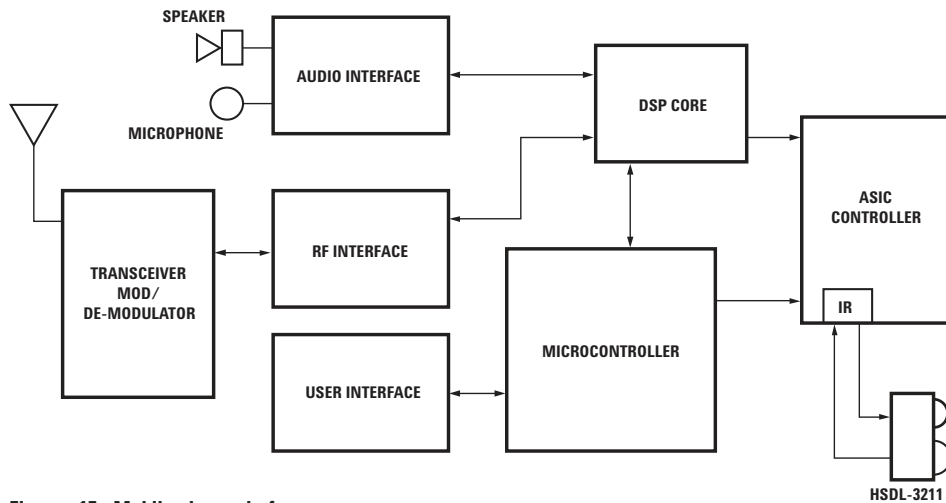 SPEAKER
AUDIO INTERFACE
MICROPHONE
DSP CORE
ASIC
CONTROLLER
RF INTERFACE
TRANSCEIVER
MOD/
DE-MODULATOR
IR
MICROCONTROLLER
USER INTERFACE
HSDL-3211